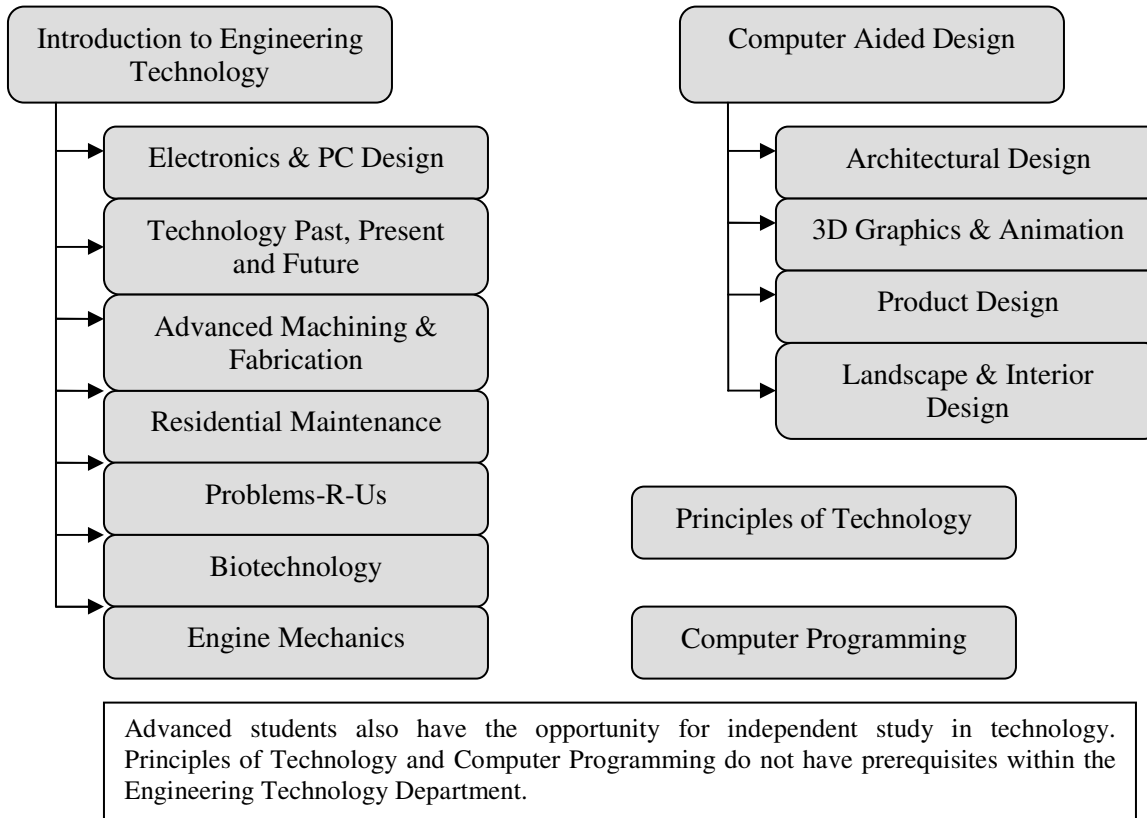 Introduction to Engineering
Technology
Electronics & PC Design
Technology Past, Present
and Future
Advanced Machining &
Fabrication
Residential Maintenance
Problems-R-Us
Biotechnology
Engine Mechanics
Computer Aided Design
Architectural Design
3D Graphics & Animation
Product Design
Landscape & Interior
Design
Principles of Technology
Computer Programming
Advanced students also have the opportunity for independent study in technology.
Principles of Technology and Computer Programming do not have prerequisites within the
Engineering Technology Department.